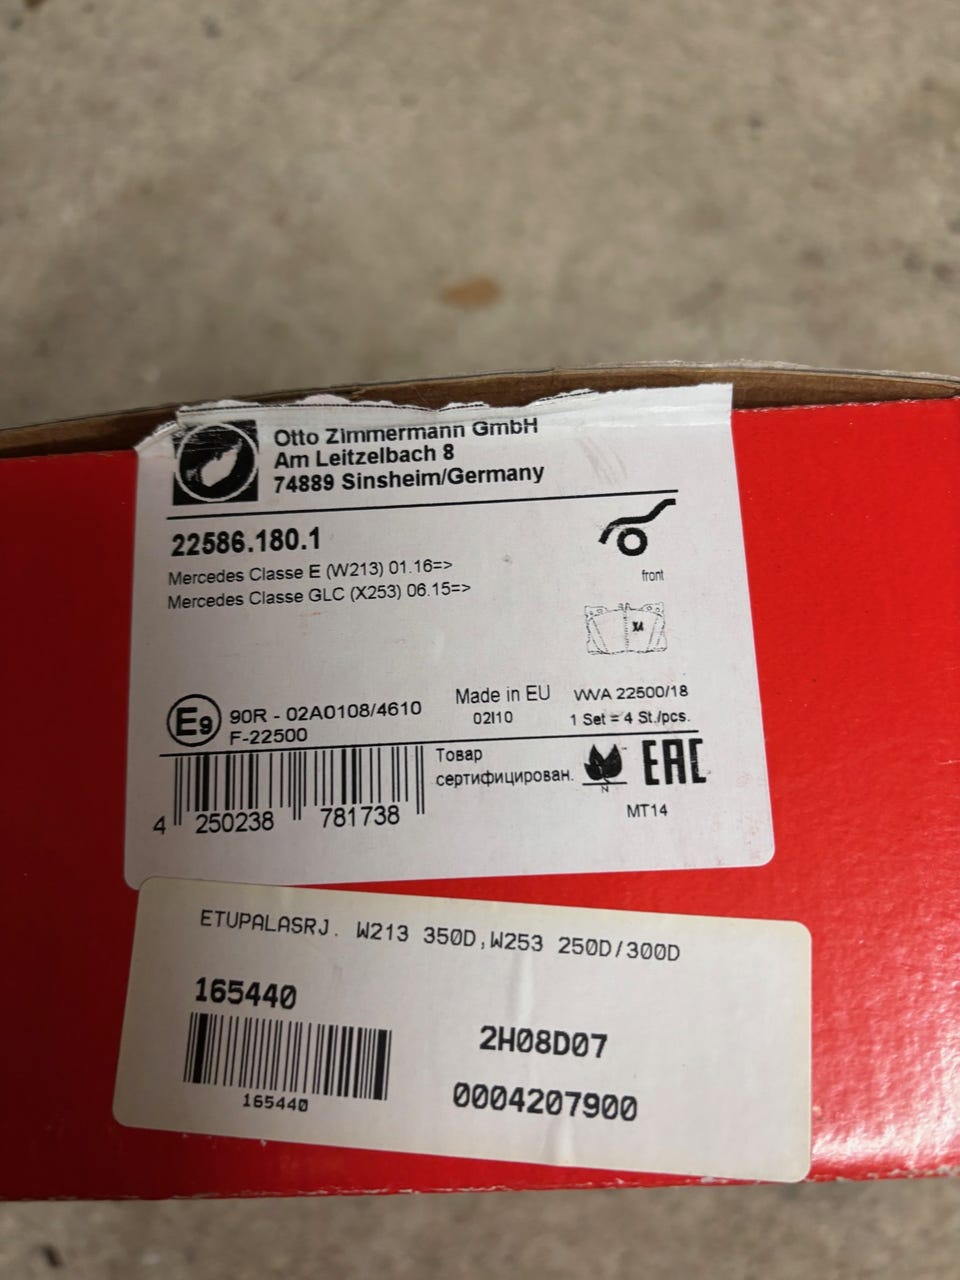 Otto Zimmermann GmbH
Am Leitzelbach 8
74889 Sinsheim/Germany
22586.180.1
Mercedes Classe E (W213) 01.16=>
Mercedes Classe GLC (X253) 06.15=>
front
X4
E9
90R - 02A0108/4610
F-22500
Made in EU
02I10
WVA 22500/18
1 Set = 4 St./pcs.
Товар
сертифицирован.
N
EAC
MT14
4 250238 781738
ETUPALASRJ. W213 350D,W253 250D/300D
165440
2H08D07
165440
0004207900